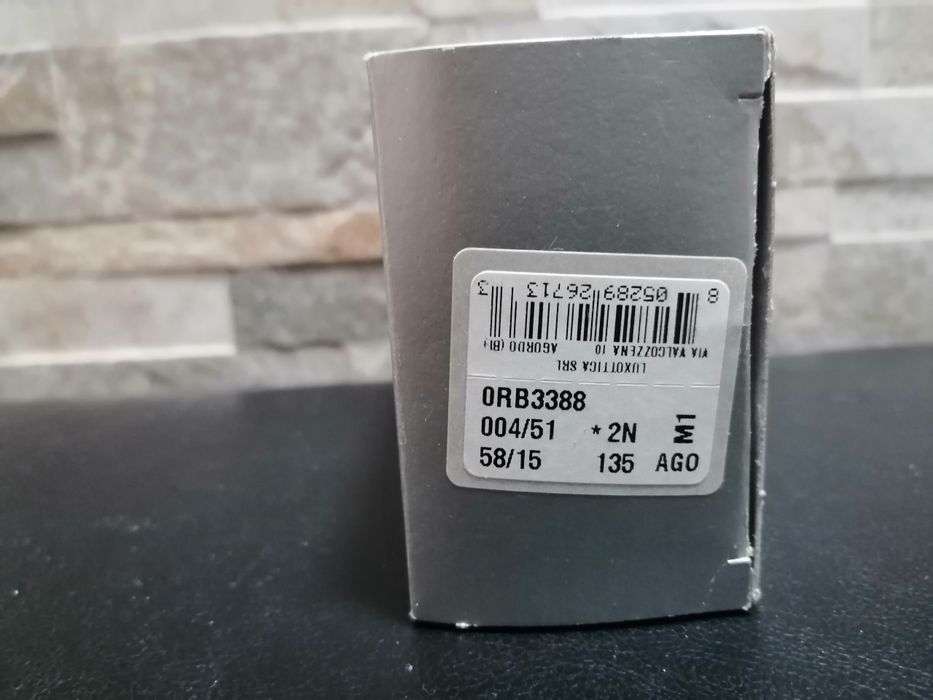 8 05289 26713 3
LUXOTTICA SRL
VIA VALCOZZENA 10 AGORDO (BL)
0RB3388
004/51 * 2N M1
58/15 135 AGO